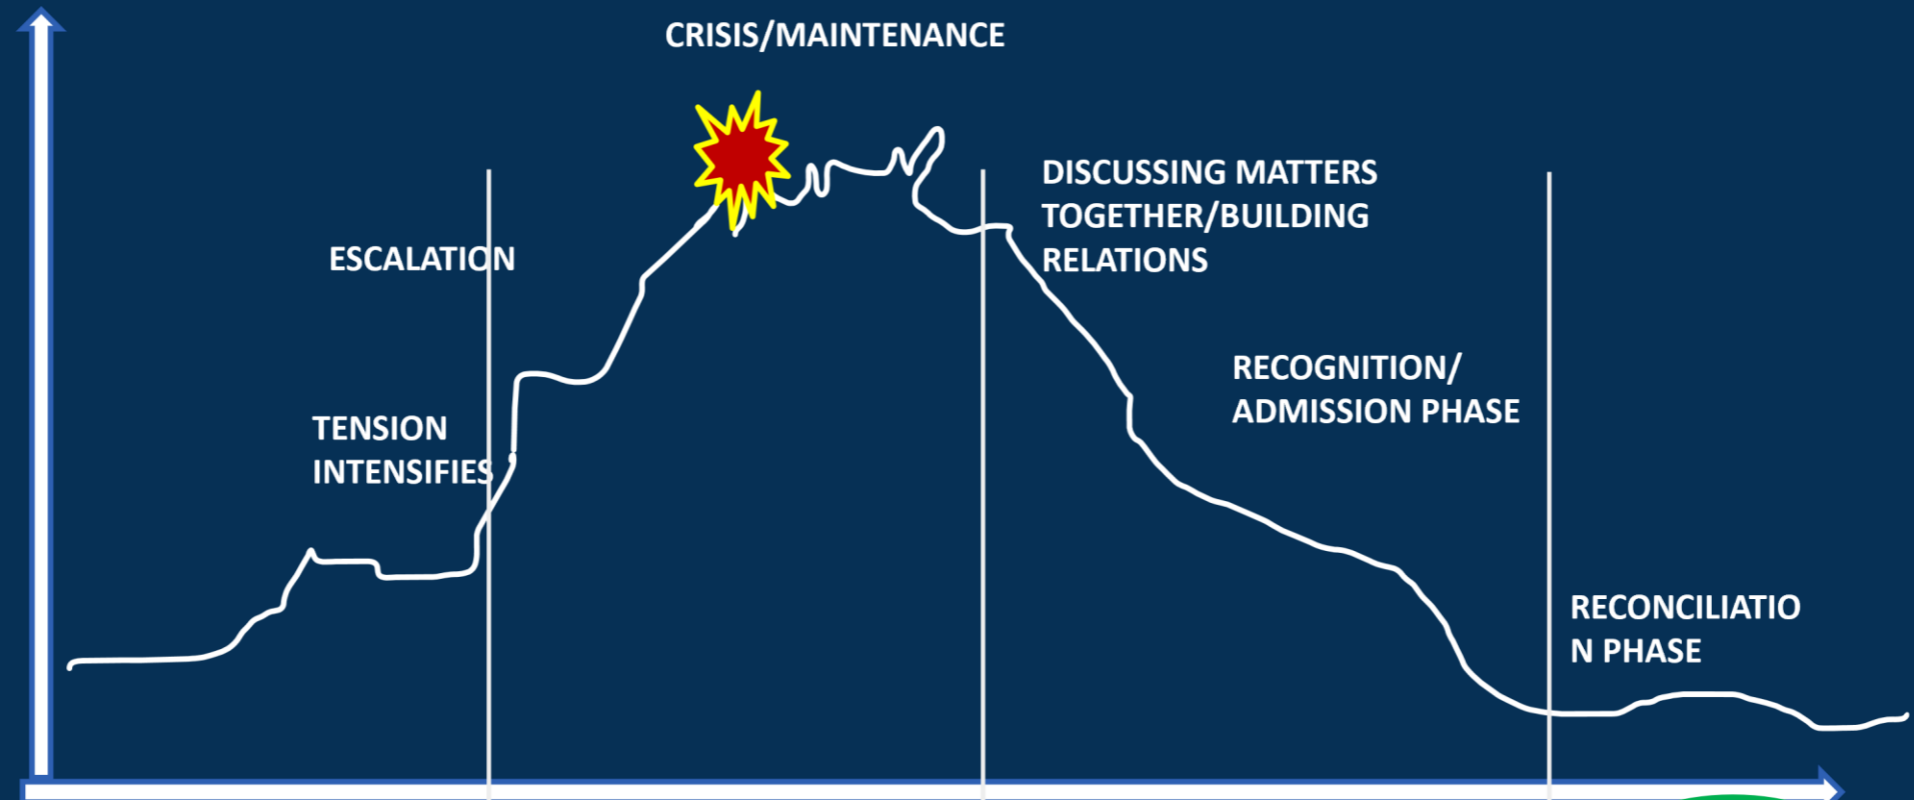 CRISIS/MAINTENANCE
DISCUSSING MATTERS
TOGETHER/BUILDING
RELATIONS
ESCALATION
RECOGNITION/
ADMISSION PHASE
TENSION
INTENSIFIES
RECONCILIATIO
N PHASE